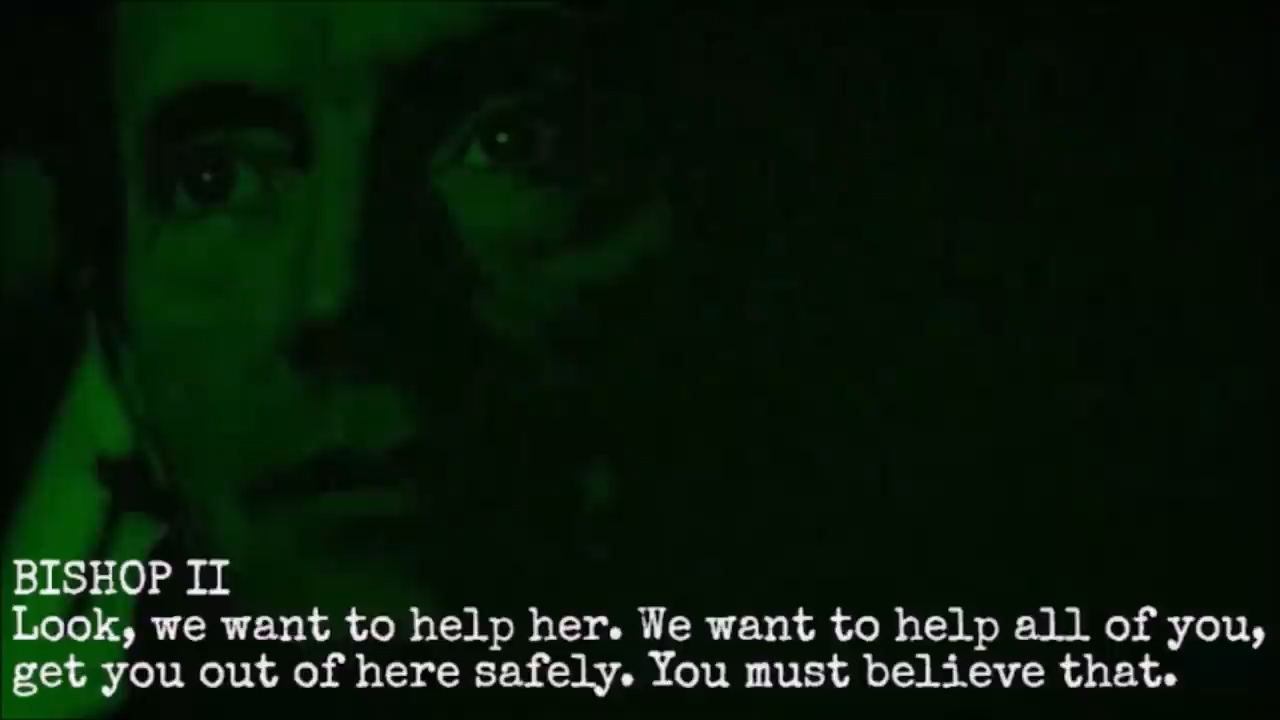 BISHOP II
Look, we want to help her. We want to help all of you,
get you out of here safely. You must believe that.